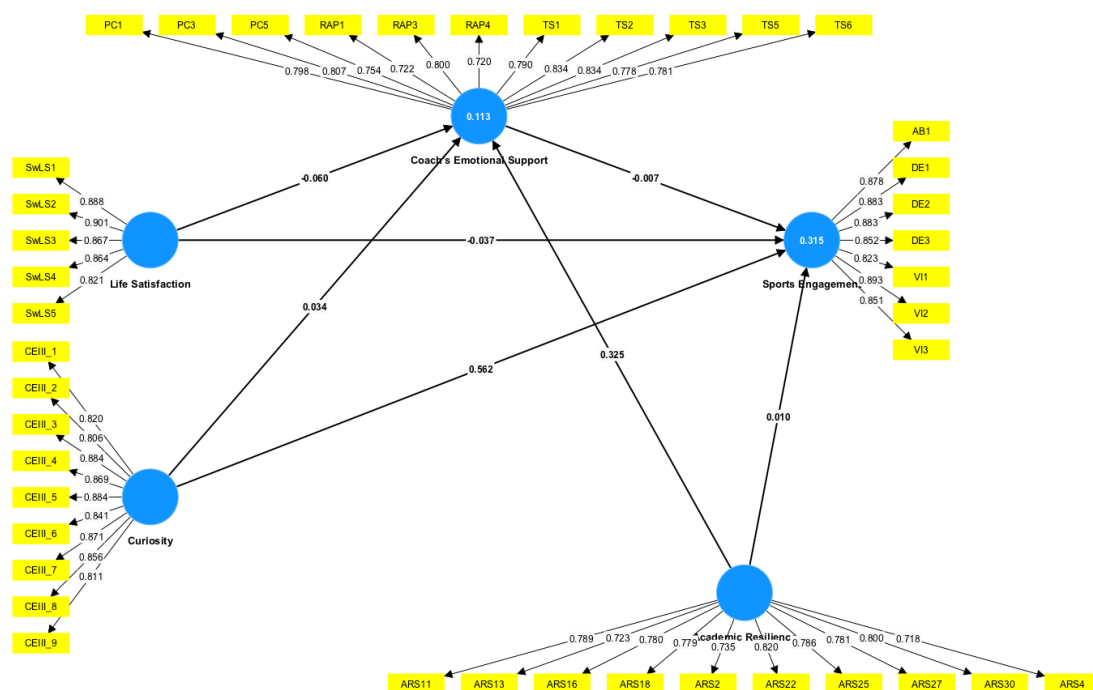 PC1 PC3 PC5 RAP1 RAP3 RAP4 TS1 TS2 TS3 TS5 TS6
0.798 0.807 0.754 0.722 0.800 0.720 0.790 0.834 0.834 0.778 0.781
0.113
Coach's Emotional Support
SwLS1
SwLS2
SwLS3
SwLS4
SwLS5
0.888
0.901
0.867
0.864
0.821
Life Satisfaction
-0.060
-0.007
-0.037
0.034
0.562
0.325
0.010
AB1
DE1
DE2
DE3
VI1
VI2
VI3
0.878
0.883
0.883
0.852
0.823
0.893
0.851
0.315
Sports Engagemen
CEIII_1
CEIII_2
CEIII_3
CEIII_4
CEIII_5
CEIII_6
CEIII_7
CEIII_8
CEIII_9
0.820
0.806
0.884
0.869
0.884
0.841
0.871
0.856
0.811
Curiosity
cademic Resilienc
0.789 0.723 0.780 0.779 0.735 0.820 0.786 0.781 0.800 0.718
ARS11 ARS13 ARS16 ARS18 ARS2 ARS22 ARS25 ARS27 ARS30 ARS4